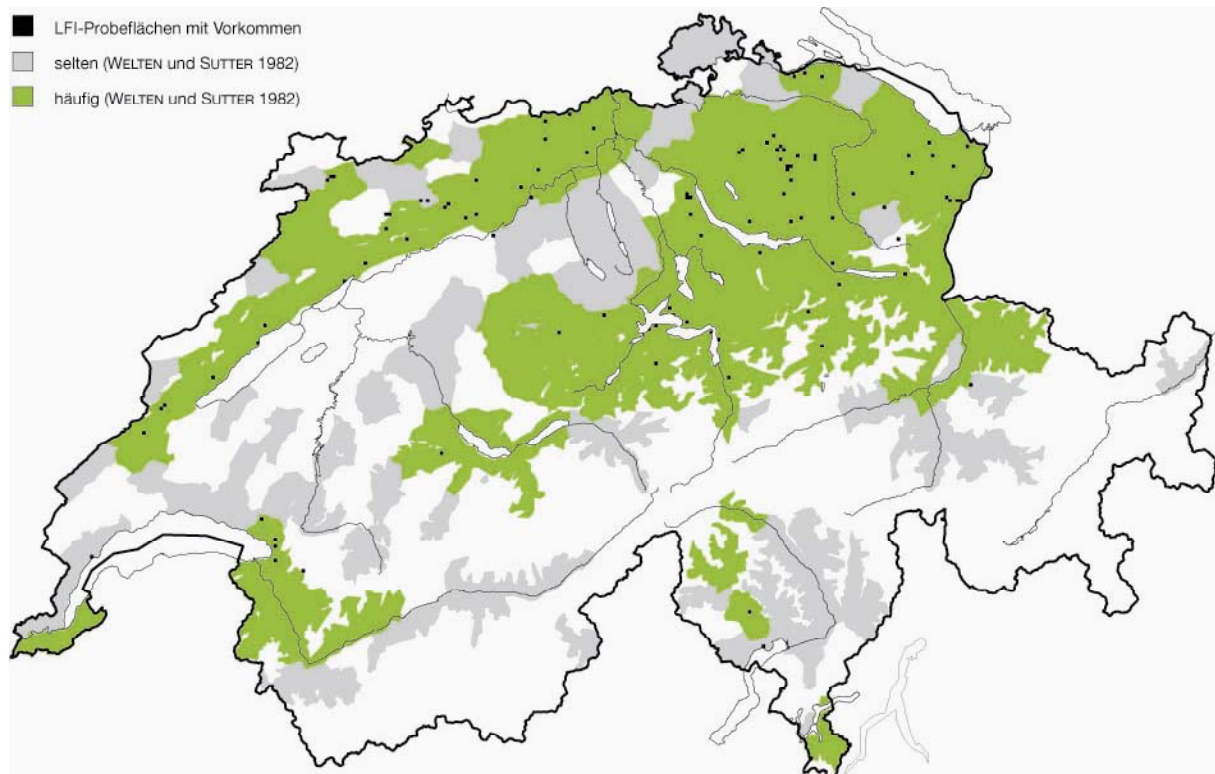 LFI-Probeflächen mit Vorkommen
selten (WELTEN und SUTTER 1982)
häufig (WELTEN und SUTTER 1982)